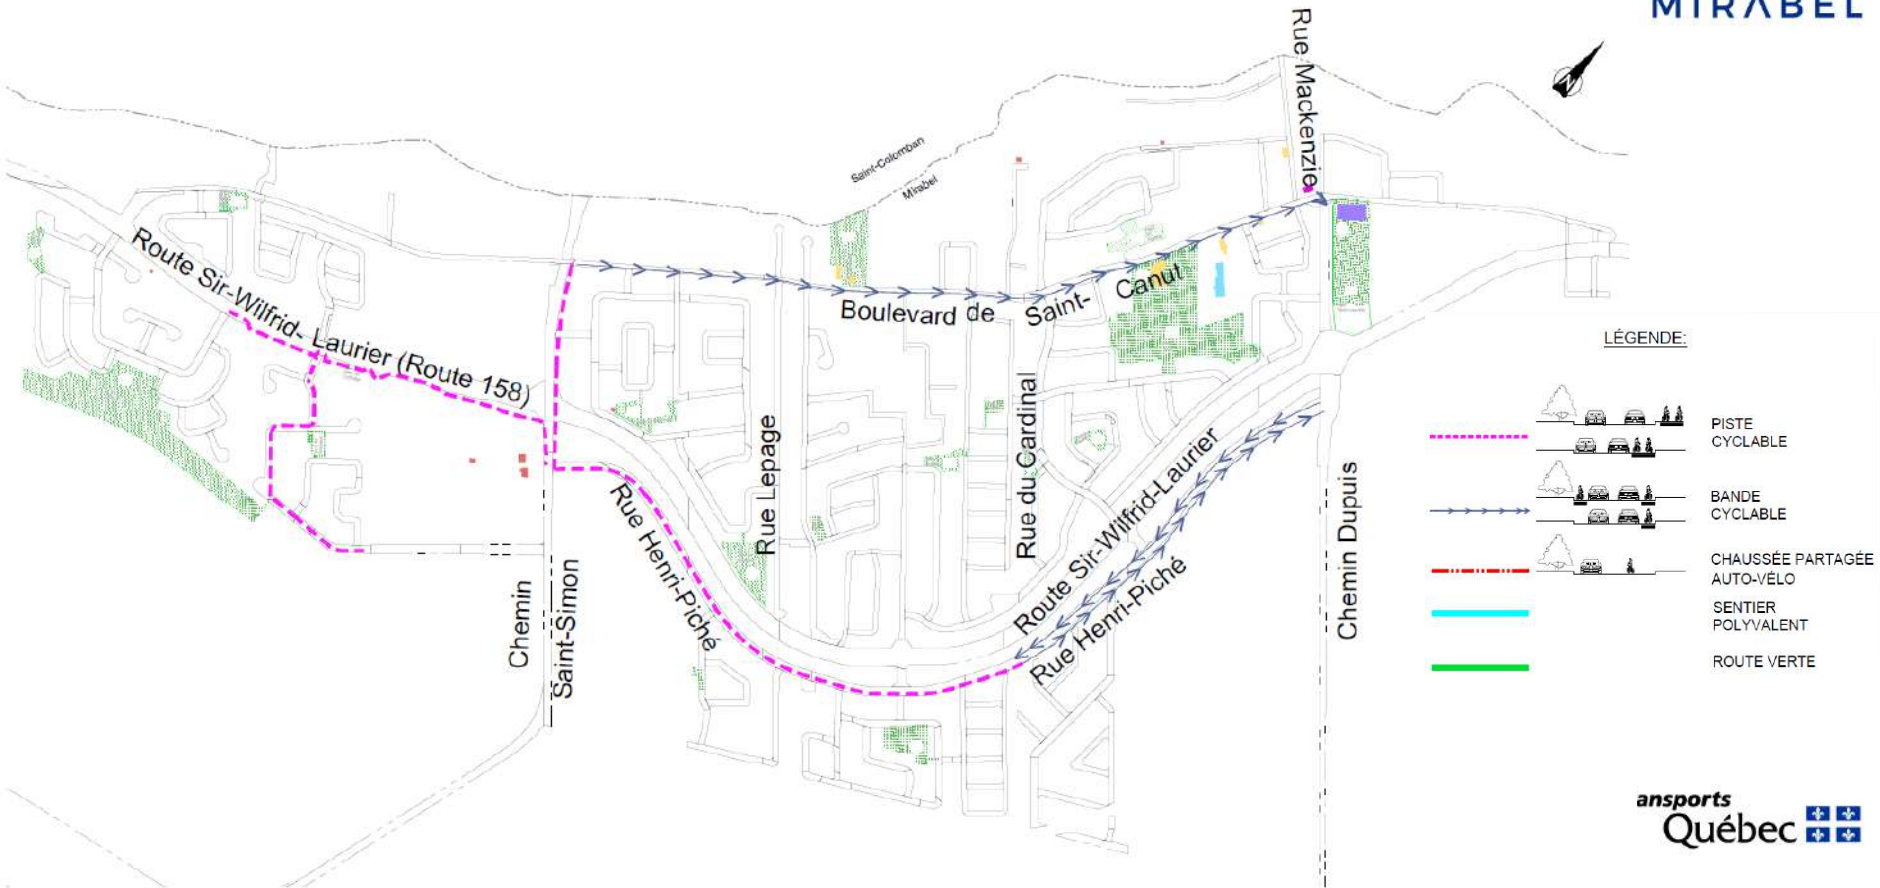 MIRABEL
Rue Mackenzie
N
Saint-Colomban
Mirabel
Route Sir-Wilfrid- Laurier (Route 158)
Boulevard de Saint- Canut
Rue Lepage
Rue du Cardinal
Rue Henri-Piché
Route Sir-Wilfrid-Laurier
Rue Henri-Piché
Chemin Dupuis
Chemin
Saint-Simon
LÉGENDE:
PISTE
CYCLABLE
BANDE
CYCLABLE
CHAUSSÉE PARTAGÉE
AUTO-VÉLO
SENTIER
POLYVALENT
ROUTE VERTE
ansports
Québec